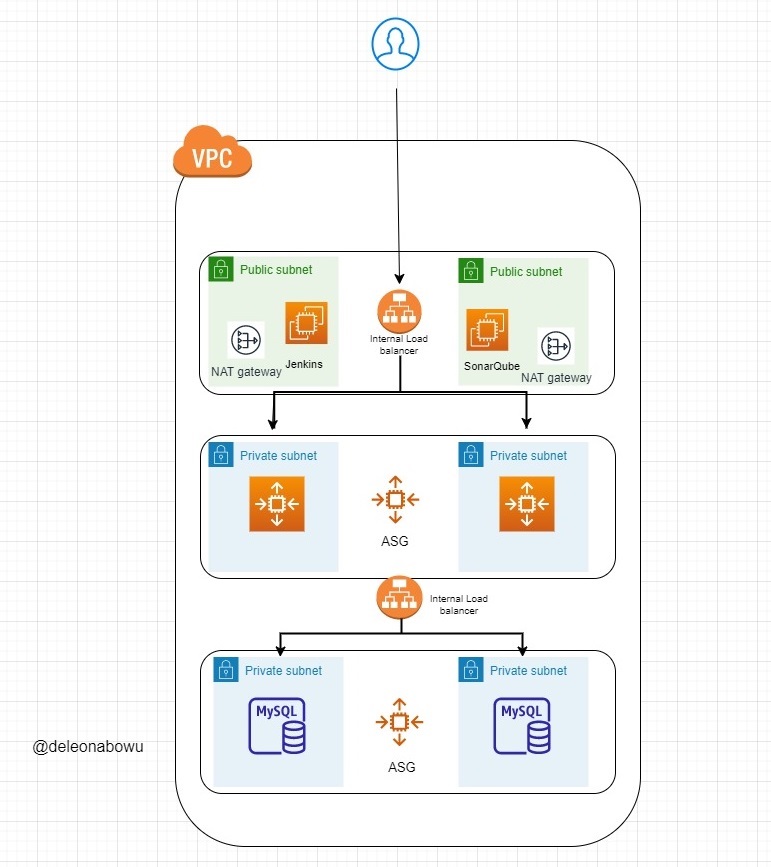 VPC
Public subnet
Public subnet
Internal Load
balancer
Jenkins
NAT gateway
SonarQube
NAT gateway
Private subnet
Private subnet
ASG
Internal Load
balancer
Private subnet
Private subnet
MySQL
MySQL
ASG
@deleonabowu